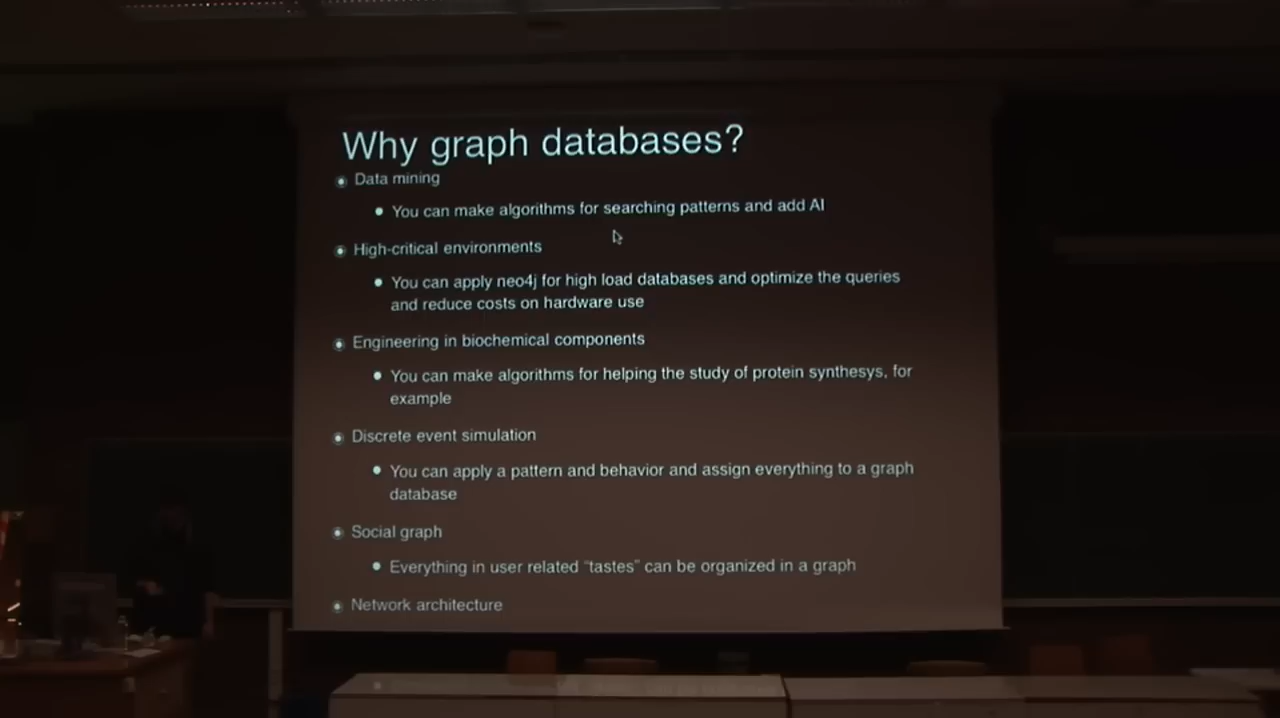 Why graph databases?
Data mining
You can make algorithms for searching patterns and add AI
High-critical environments
You can apply neo4j for high load databases and optimize the queries
and reduce costs on hardware use
Engineering in biochemical components
You can make algorithms for helping the study of protein synthesys, for
example
Discrete event simulation
You can apply a pattern and behavior and assign everything to a graph
database
Social graph
Everything in user related “tastes” can be organized in a graph
Network architecture